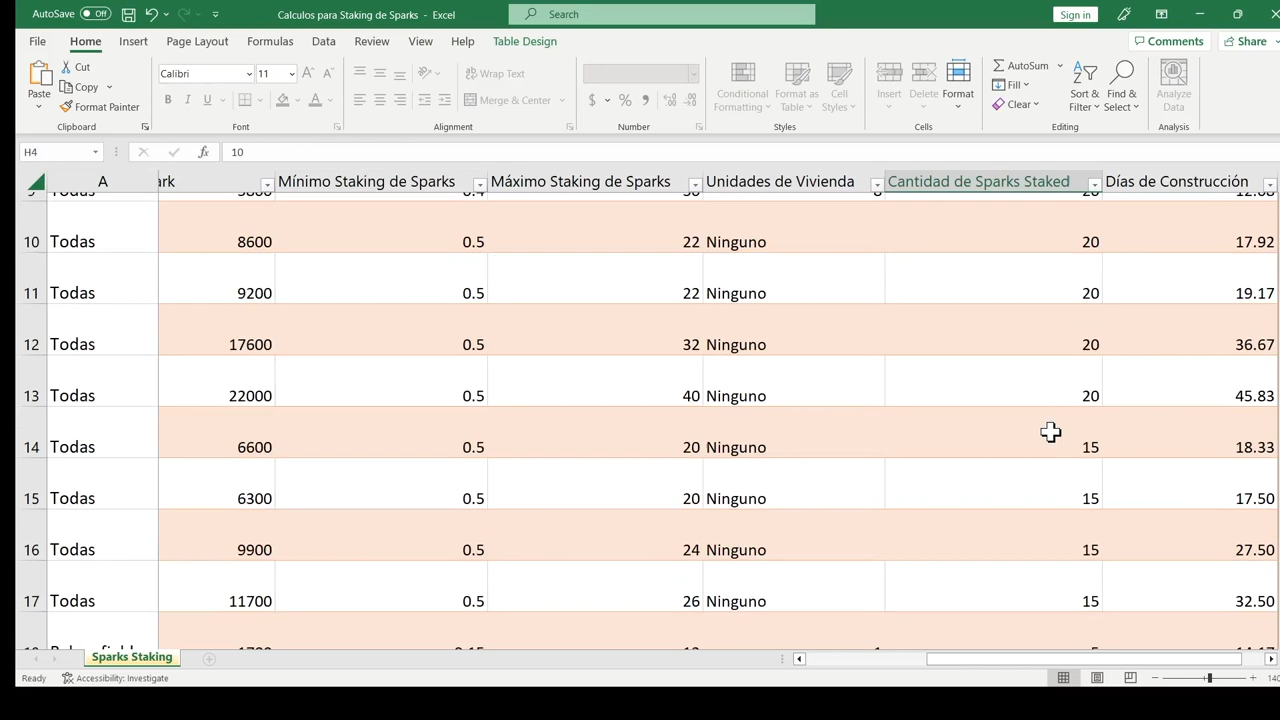 AutoSave Off Calculos para Staking de Sparks - Excel Search Sign in
File Home Insert Page Layout Formulas Data Review View Help Table Design Comments Share
Paste Cut Copy Format Painter Calibri 11 Wrap Text Merge & Center Conditional Formatting Format as Table Cell Styles Insert Delete Format AutoSum Fill Clear Sort & Filter Find & Select Analyze Data
Clipboard Font Alignment Number Styles Cells Editing Analysis
H4 fx 10
A ark Mínimo Staking de Sparks Máximo Staking de Sparks Unidades de Vivienda Cantidad de Sparks Staked Días de Construcción
10 Todas 8600 0.5 22 Ninguno 20 17.92
11 Todas 9200 0.5 22 Ninguno 20 19.17
12 Todas 17600 0.5 32 Ninguno 20 36.67
13 Todas 22000 0.5 40 Ninguno 20 45.83
14 Todas 6600 0.5 20 Ninguno 15 18.33
15 Todas 6300 0.5 20 Ninguno 15 17.50
16 Todas 9900 0.5 24 Ninguno 15 27.50
17 Todas 11700 0.5 26 Ninguno 15 32.50
Sparks Staking
Ready Accessibility: Investigate